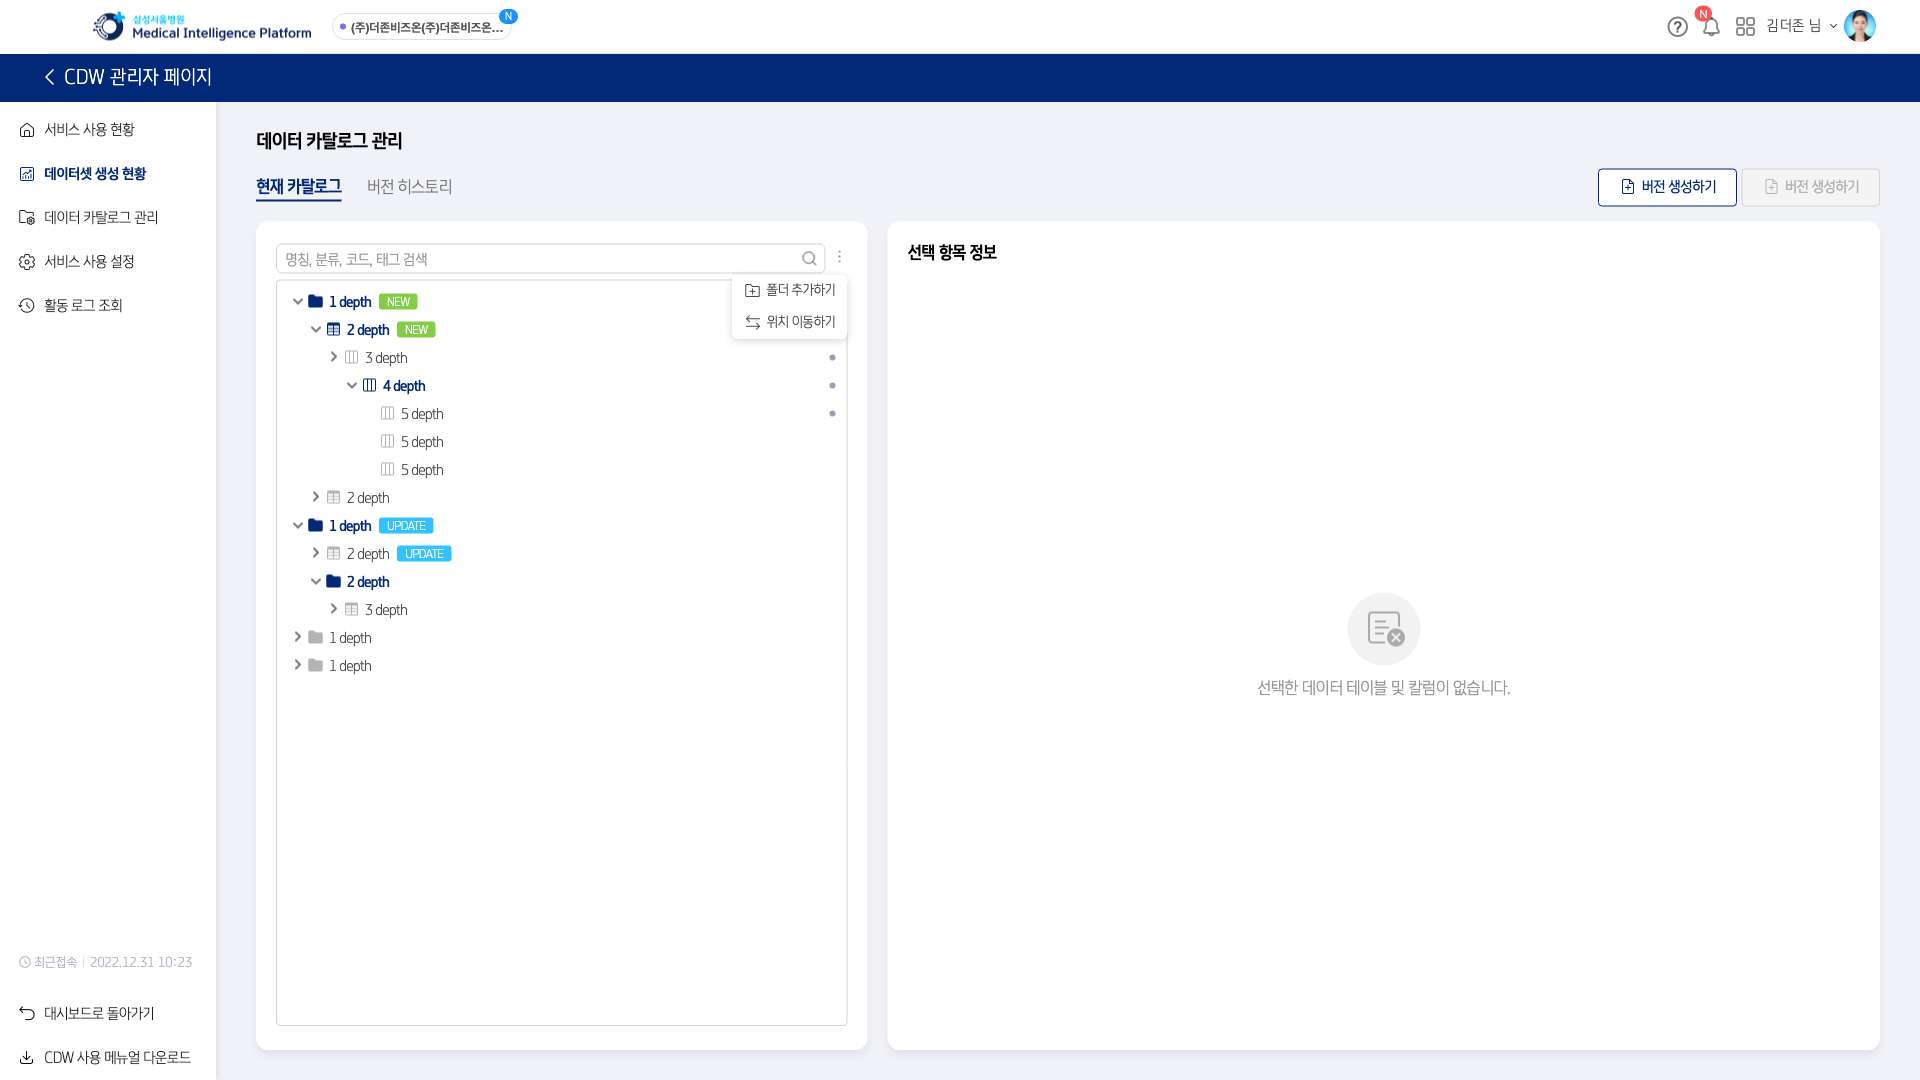 삼성서울병원
Medical Intelligence Platform
(주)더존비즈온(주)더존비즈온...
N
N
김더존 님
CDW 관리자 페이지
서비스 사용 현황
데이터셋 생성 현황
데이터 카탈로그 관리
서비스 사용 설정
활동 로그 조회
최근접속 | 2022.12.31 10:23
대시보드로 돌아가기
CDW 사용 메뉴얼 다운로드
데이터 카탈로그 관리
현재 카탈로그
버전 히스토리
버전 생성하기
버전 생성하기
명칭, 분류, 코드, 태그 검색
폴더 추가하기
위치 이동하기
1 depth NEW
2 depth NEW
3 depth
4 depth
5 depth
5 depth
5 depth
2 depth
1 depth UPDATE
2 depth UPDATE
2 depth
3 depth
1 depth
1 depth
선택 항목 정보
선택한 데이터 테이블 및 칼럼이 없습니다.